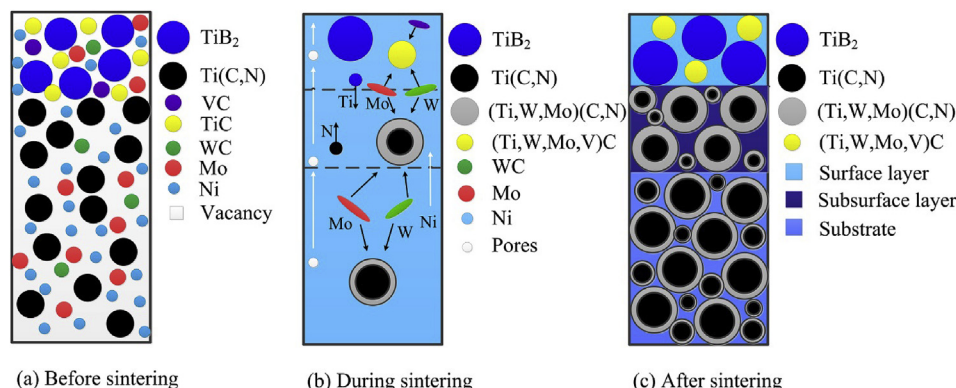 TiB2
Ti(C,N)
VC
TiC
WC
Mo
Ni
Vacancy
(a) Before sintering
Ti
Mo
W
N
Mo
W
Ni
TiB2
Ti(C,N)
(Ti,W,Mo)(C,N)
(Ti,W,Mo,V)C
WC
Mo
Ni
Pores
(b) During sintering
TiB2
Ti(C,N)
(Ti,W,Mo)(C,N)
(Ti,W,Mo,V)C
Surface layer
Subsurface layer
Substrate
(c) After sintering